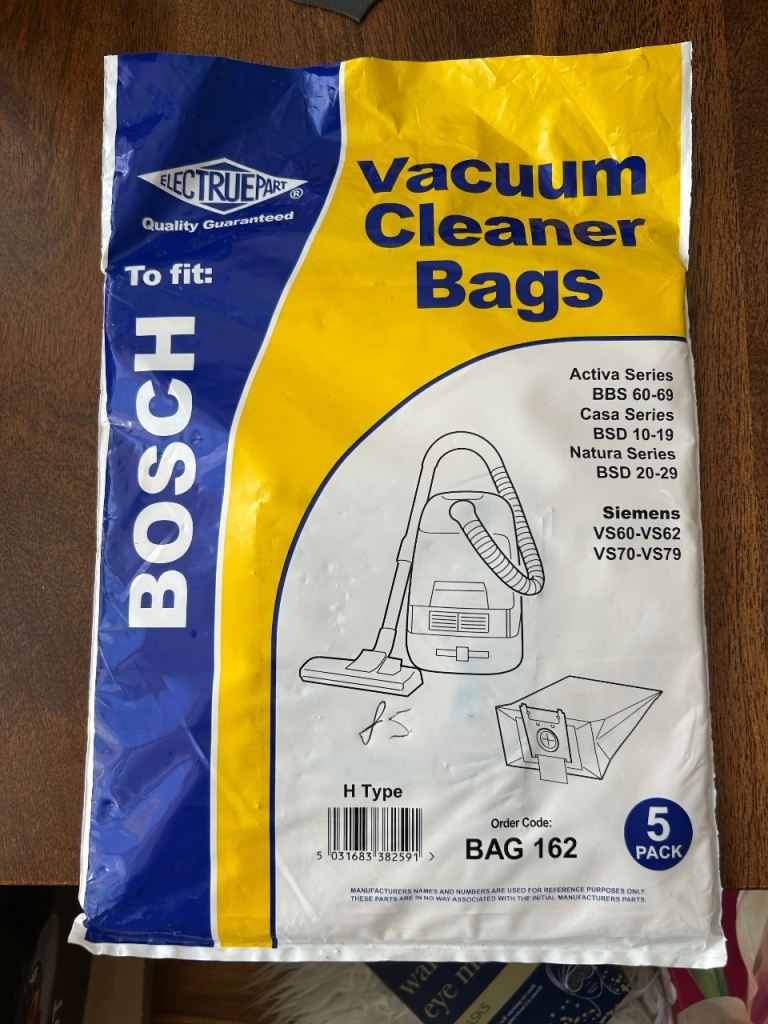 ELECTRUEPART®
Quality Guaranteed
To fit:
BOSCH
Vacuum
Cleaner
Bags
Activa Series
BBS 60-69
Casa Series
BSD 10-19
Natura Series
BSD 20-29
Siemens
VS60-VS62
VS70-VS79
£5
H Type
5 031683 382591 >
Order Code:
BAG 162
5
PACK
MANUFACTURERS NAMES AND NUMBERS ARE USED FOR REFERENCE PURPOSES ONLY
THESE PARTS ARE IN NO WAY ASSOCIATED WITH THE INITIAL MANUFACTURERS PARTS.
eye